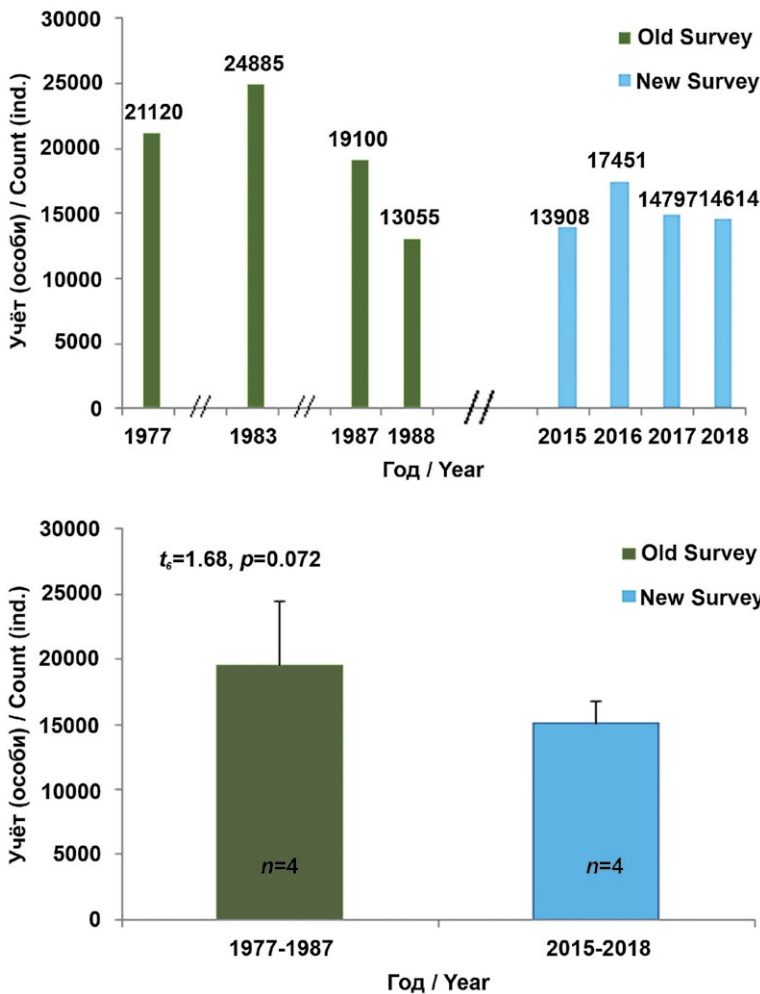 30000
25000
20000
15000
10000
5000
0
Учёт (особи) / Count (ind.)
Old Survey
New Survey
21120
24885
19100
13055
13908
17451
14797
14614
1977
1983
1987
1988
2015
2016
2017
2018
Год / Year
30000
25000
20000
15000
10000
5000
0
Учёт (особи) / Count (ind.)
t₆=1.68, p=0.072
Old Survey
New Survey
n=4
n=4
1977-1987
2015-2018
Год / Year